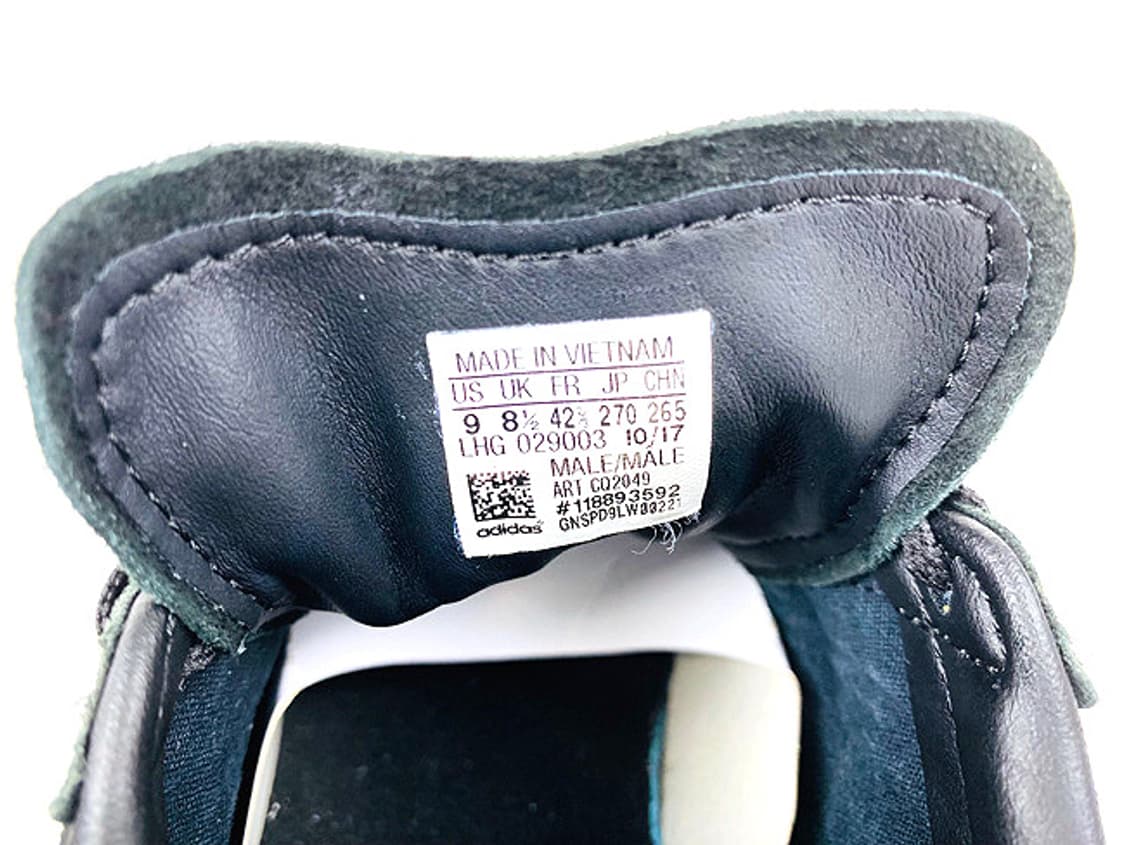 MADE IN VIETNAM
US UK FR JP CHN
9 8½ 42⅔ 270 265
LHG 029003 10/17
MALE/MALE
ART CQ2049
#118893592
GNSPD9LW00221
adidas